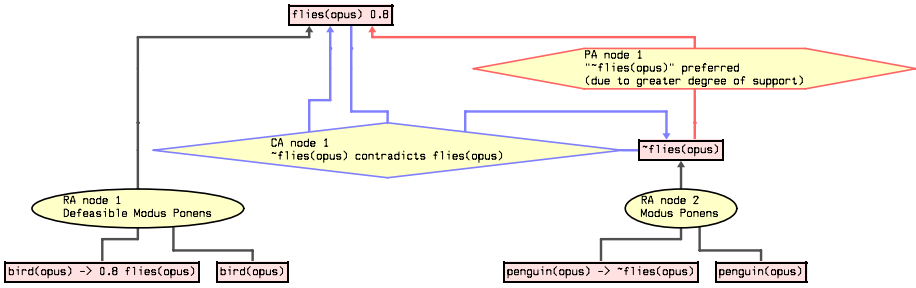 flies(opus) 0.8
PA node 1
"~flies(opus)" preferred
(due to greater degree of support)
CA node 1
~flies(opus) contradicts flies(opus)
~flies(opus)
RA node 1
Defeasible Modus Ponens
RA node 2
Modus Ponens
bird(opus) -> 0.8 flies(opus)
bird(opus)
penguin(opus) -> ~flies(opus)
penguin(opus)